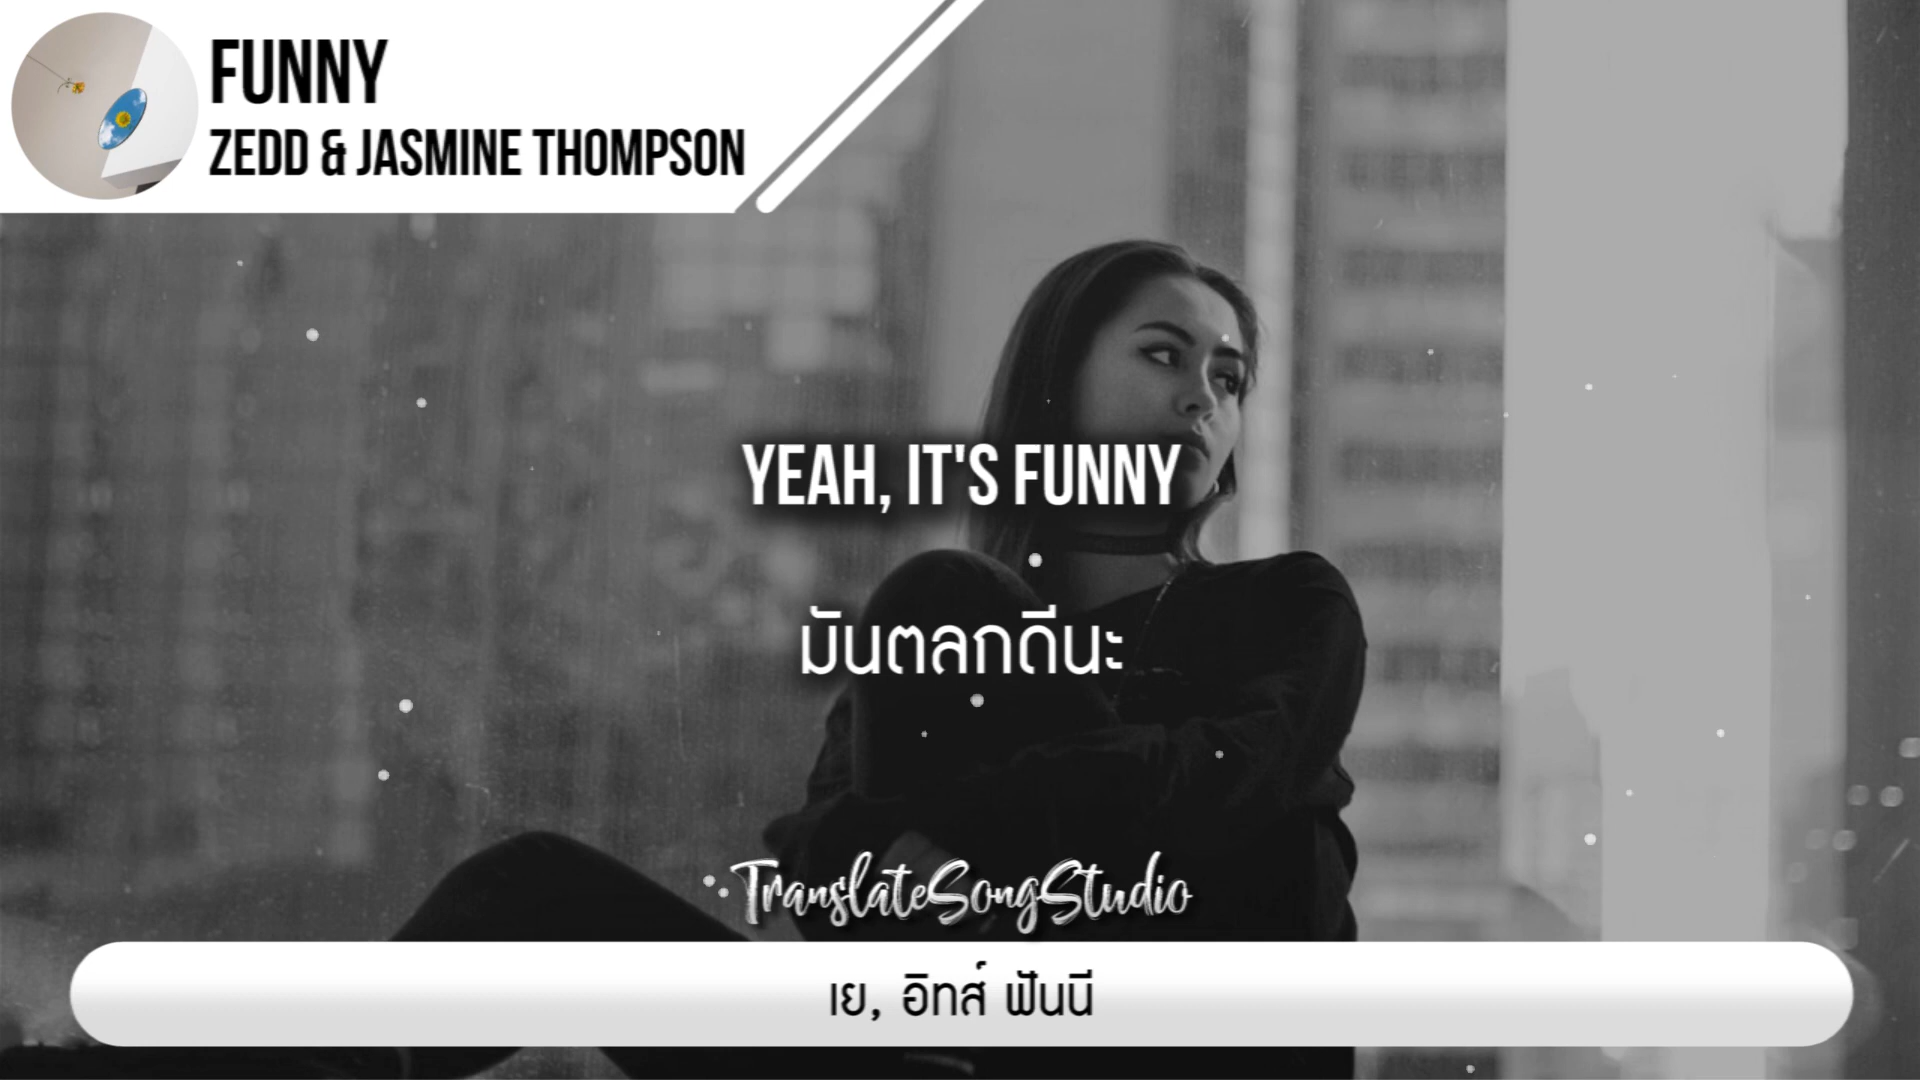 FUNNY
ZEDD & JASMINE THOMPSON
YEAH, IT'S FUNNY
มันตลกดีนะ
TranslateSongStudio
เย, อิทส์ ฟันนี